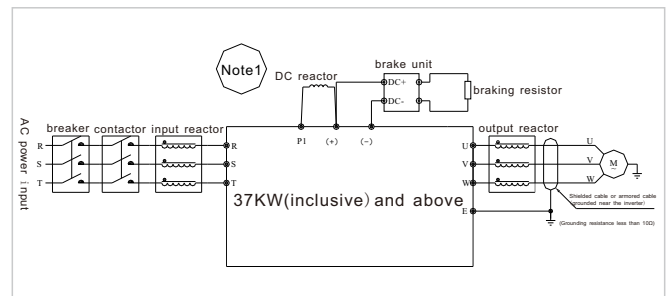 Note1
brake unit
DC reactor
DC+
DC-
braking resistor
AC power input
breaker
contactor
input reactor
P1
(+)
(-)
output reactor
R
R
U
U
S
S
V
V
M
~
T
T
W
W
37KW(inclusive) and above
E
Shielded cable or armored cable
grounded near the inverter)
(Grounding resistance less than 10Ω)